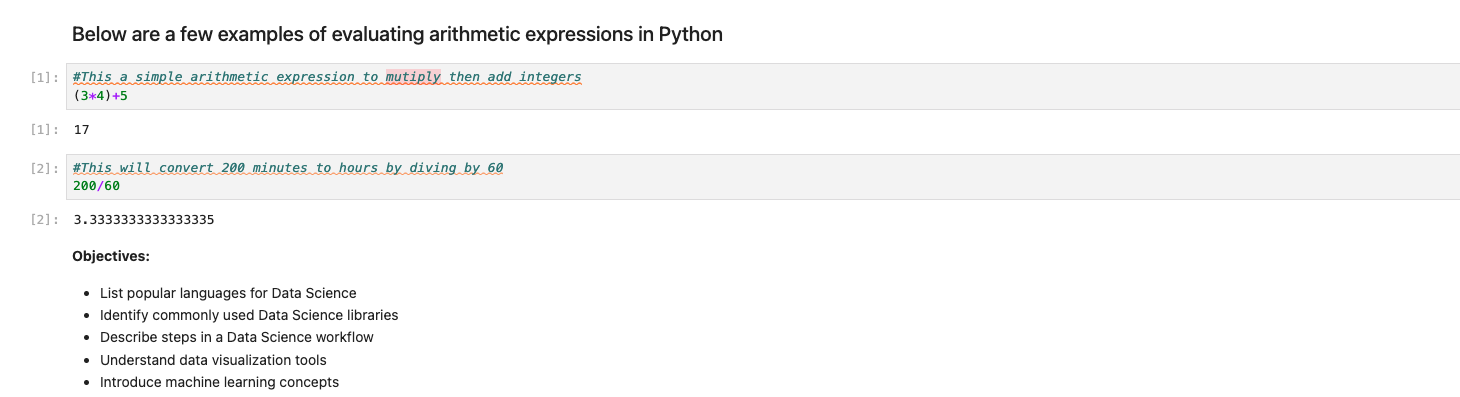 Below are a few examples of evaluating arithmetic expressions in Python
[1]: #This a simple arithmetic expression to mutiply then add integers
(3*4)+5
[1]: 17
[2]: #This will convert 200 minutes to hours by diving by 60
200/60
[2]: 3.3333333333333335
Objectives:
• List popular languages for Data Science
• Identify commonly used Data Science libraries
• Describe steps in a Data Science workflow
• Understand data visualization tools
• Introduce machine learning concepts